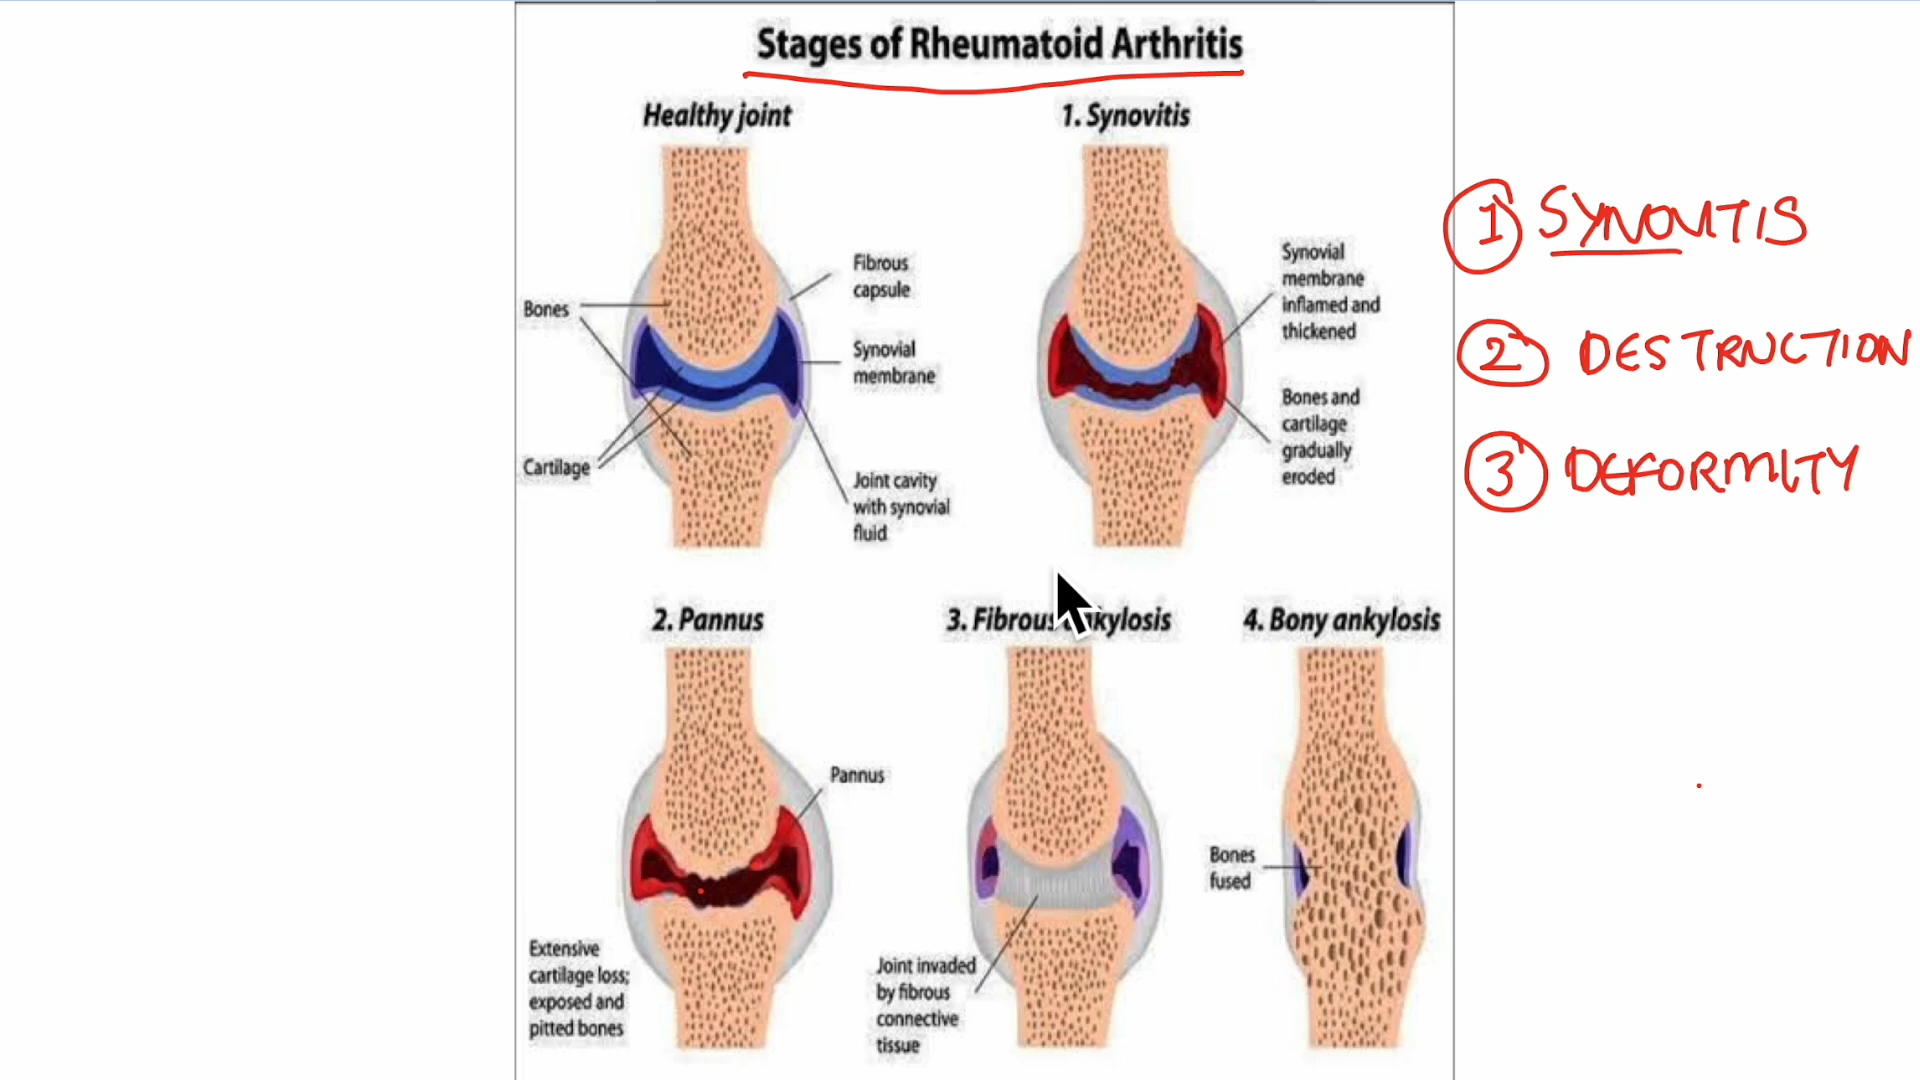 Stages of Rheumatoid Arthritis
Healthy joint
Bones
Cartilage
Fibrous
capsule
Synovial
membrane
Joint cavity
with synovial
fluid
1. Synovitis
Synovial
membrane
inflamed and
thickened
Bones and
cartilage
gradually
eroded
1 SYNOVITIS
2 DESTRUCTION
3 DEFORMITY
2. Pannus
Pannus
Extensive
cartilage loss;
exposed and
pitted bones
3. Fibrous ankylosis
Joint invaded
by fibrous
connective
tissue
4. Bony ankylosis
Bones
fused